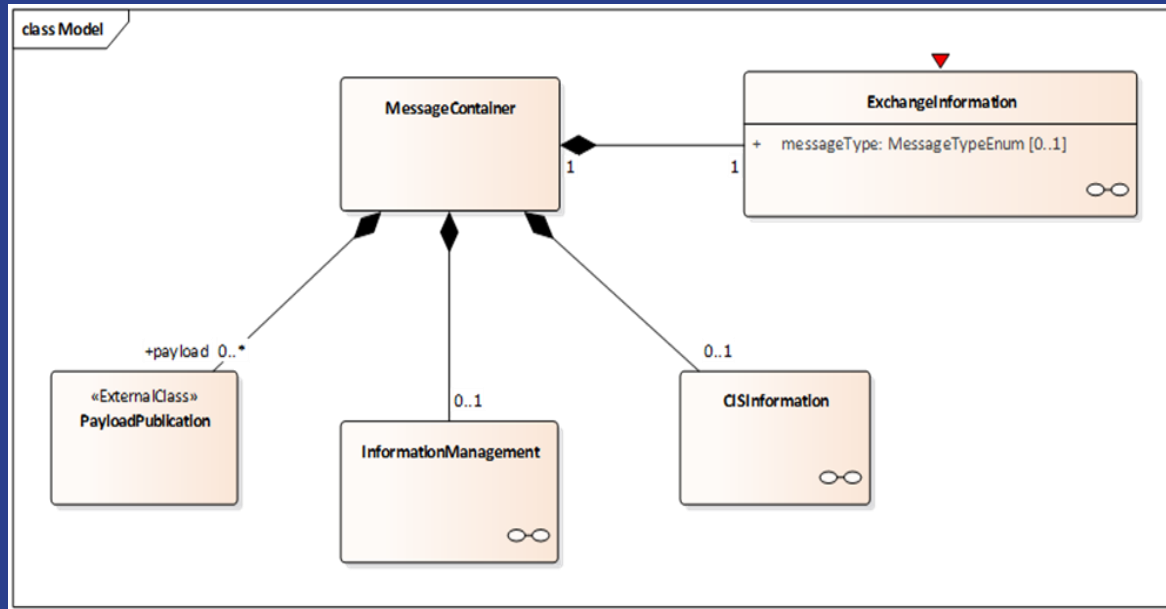 class Model
MessageContainer
ExchangeInformation
+ messageType: MessageTypeEnum [0..1]
1
1
+payload 0..*
0..1
0..1
«ExternalClass»
PayloadPublication
InformationManagement
CISInformation